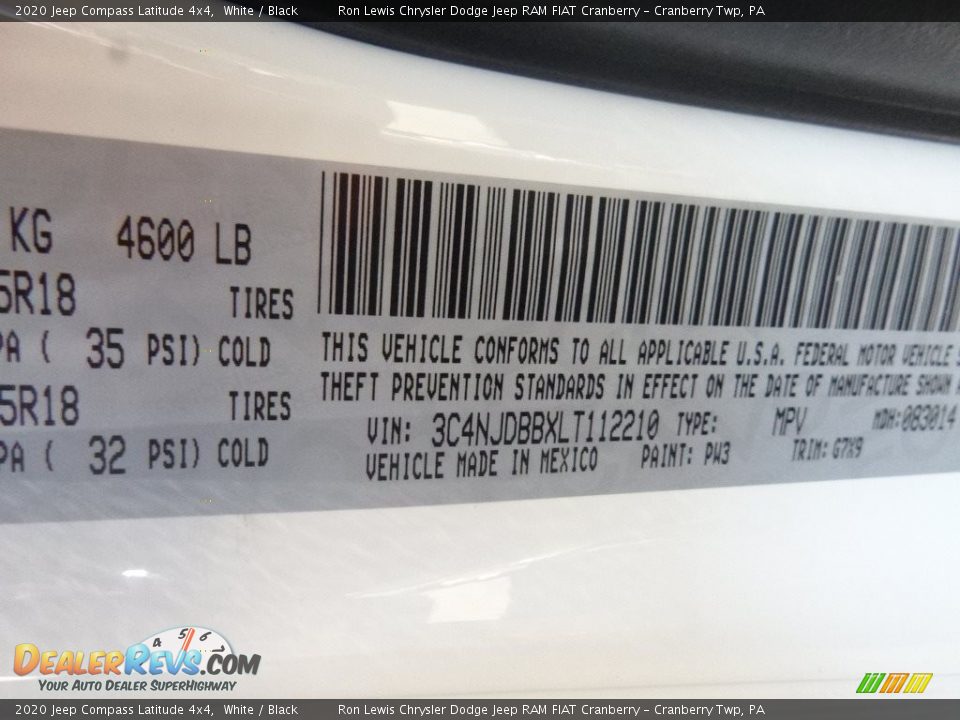 2020 Jeep Compass Latitude 4x4, White / Black Ron Lewis Chrysler Dodge Jeep RAM FIAT Cranberry - Cranberry Twp, PA
KG 4600 LB
5R18 TIRES
PA ( 35 PSI) COLD
5R18 TIRES
PA ( 32 PSI) COLD
THIS VEHICLE CONFORMS TO ALL APPLICABLE U.S.A. FEDERAL MOTOR VEHICLE S
THEFT PREVENTION STANDARDS IN EFFECT ON THE DATE OF MANUFACTURE SHOWN A
VIN: 3C4NJDBBXLT112210 TYPE: MPV MDH:083014
VEHICLE MADE IN MEXICO PAINT: PW3 TRIM: G7X9
4 5 6
DealerRevs.com
Your Auto Dealer SuperHighway
2020 Jeep Compass Latitude 4x4, White / Black Ron Lewis Chrysler Dodge Jeep RAM FIAT Cranberry - Cranberry Twp, PA